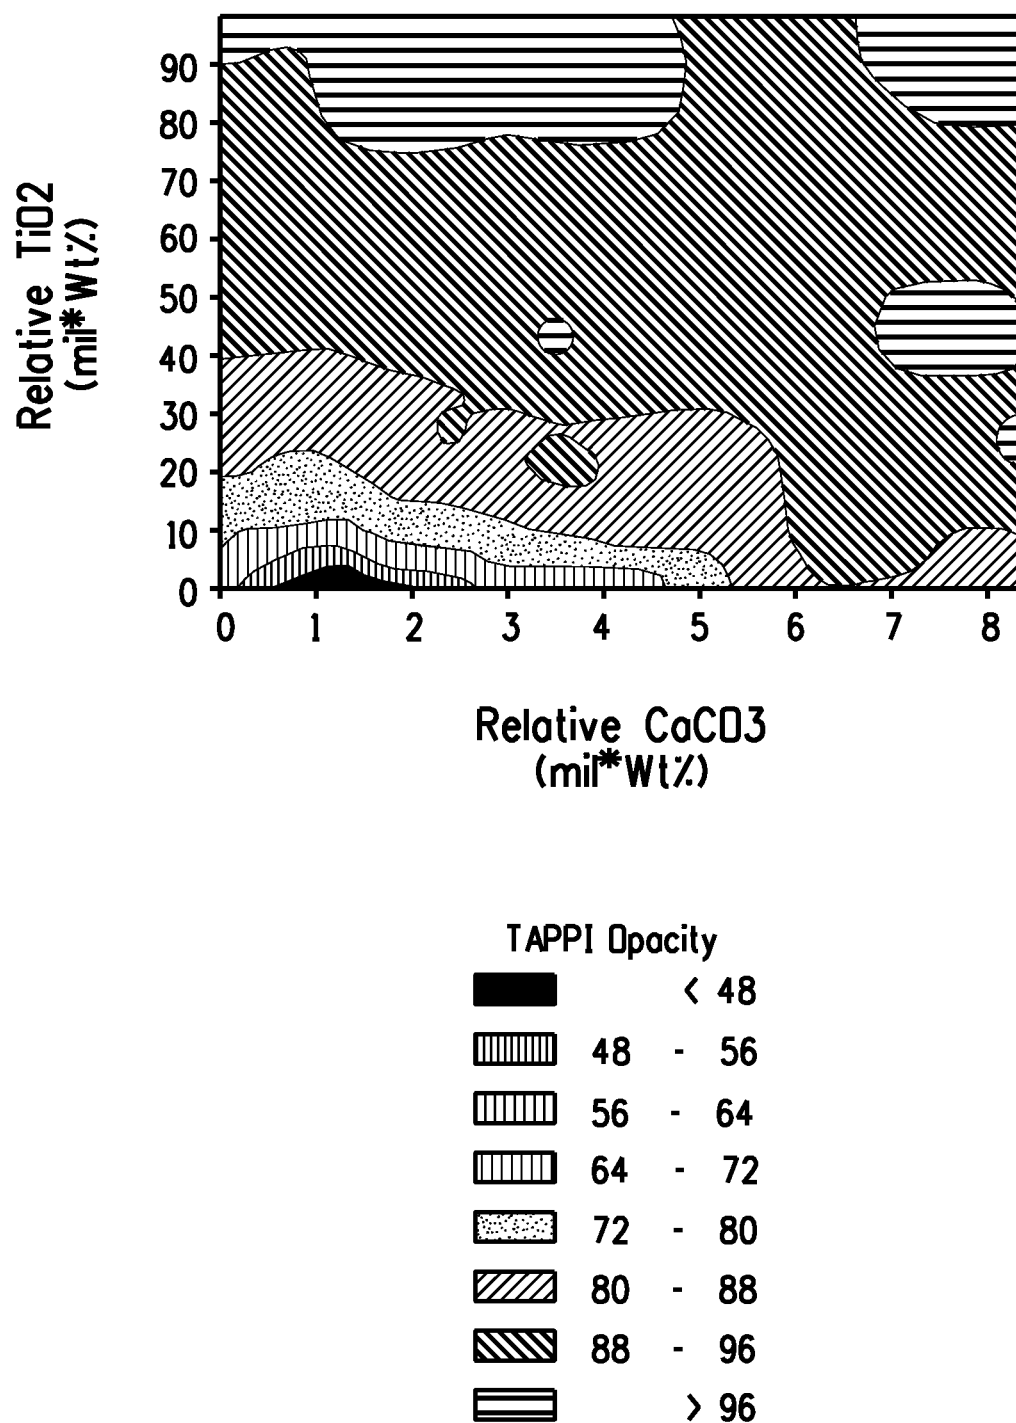 90
80
70
60
50
40
30
20
10
0
Relative TiO2
(mil*Wt%)
0 1 2 3 4 5 6 7 8
Relative CaCO3
(mil*Wt%)
TAPPI Opacity
< 48
48 - 56
56 - 64
64 - 72
72 - 80
80 - 88
88 - 96
> 96